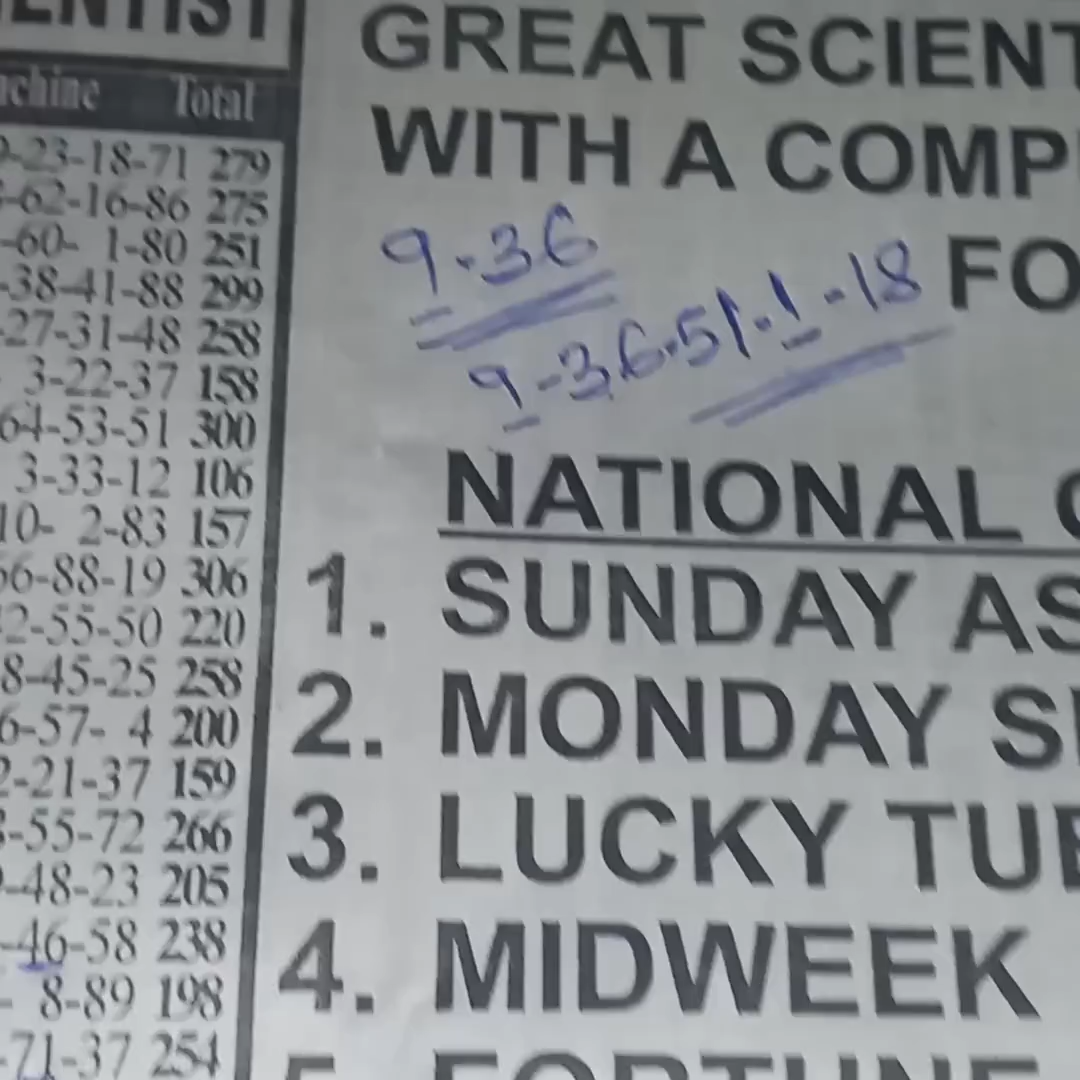 Total
23-18-71 279
62-16-86 275
-60- 1-80 251
-38-41-88 299
-27-31-48 258
3-22-37 158
64-53-51 300
3-33-12 106
10- 2-83 157
66-88-19 306
2-55-50 220
8-45-25 258
6-57- 4 200
2-21-37 159
-55-72 266
-48-23 205
-46-58 238
- 8-89 198
-71-37 254
GREAT SCIENT
WITH A COMP
9-36
FO
9-36-51-1-18
NATIONAL
1. SUNDAY AS
2. MONDAY
3. LUCKY TUE
4. MIDWEEK